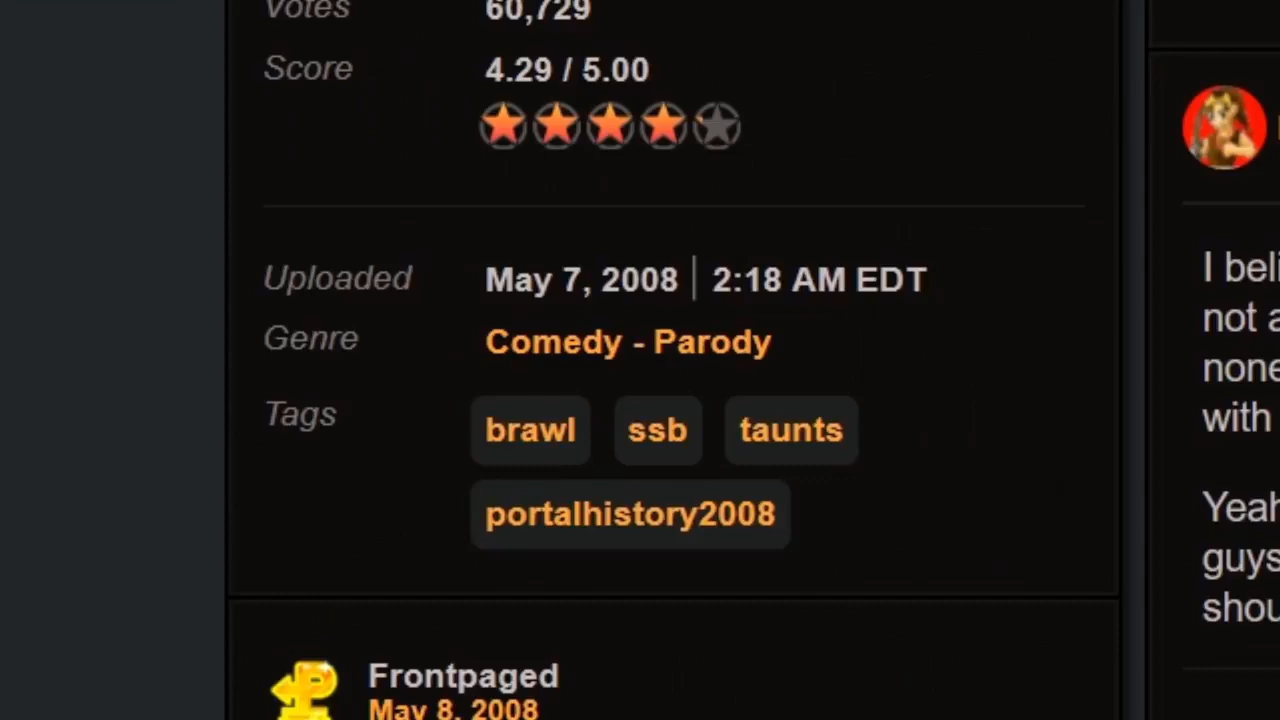 Votes 60,729
Score 4.29 / 5.00
Uploaded May 7, 2008 | 2:18 AM EDT
Genre Comedy - Parody
Tags brawl ssb taunts
portalhistory2008
Frontpaged
May 8, 2008
I beli
not a
none
with
Yeah
guys
shou